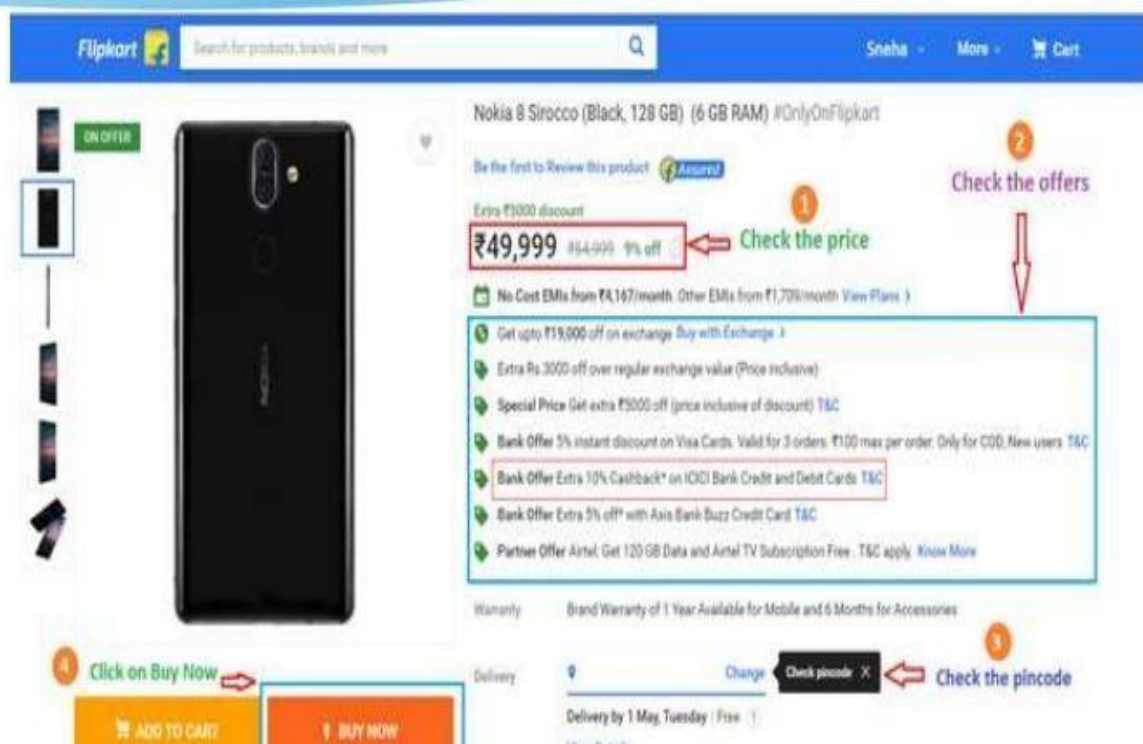 Flipkart
Search for products, brands and more
Sneha
More
Cart
ON OFFER
Nokia 8 Sirocco (Black, 128 GB) (6 GB RAM) #OnlyOnFlipkart
Be the first to Review this product
Assured
2
Check the offers
Extra ₹5000 discount
1
₹49,999 ₹54,999 9% off
Check the price
No Cost EMIs from ₹4,167/month. Other EMIs from ₹1,709/month View Plans >
Get upto ₹19,000 off on exchange Buy with Exchange >
Extra Rs 3000 off over regular exchange value (Price inclusive)
Special Price Get extra ₹5000 off (price inclusive of discount) T&C
Bank Offer 5% instant discount on Visa Cards. Valid for 3 orders. ₹100 max per order. Only for COD, New users T&C
Bank Offer Extra 10% Cashback* on ICICI Bank Credit and Debit Cards T&C
Bank Offer Extra 5% off* with Axis Bank Buzz Credit Card T&C
Partner Offer Airtel: Get 120 GB Data and Airtel TV Subscription Free . T&C apply. Know More
NOKIA
Warranty
Brand Warranty of 1 Year Available for Mobile and 6 Months for Accessories
4
Click on Buy Now
3
Delivery
Change
Check pincode X
Check the pincode
Delivery by 1 May, Tuesday | Free
ADD TO CART
BUY NOW